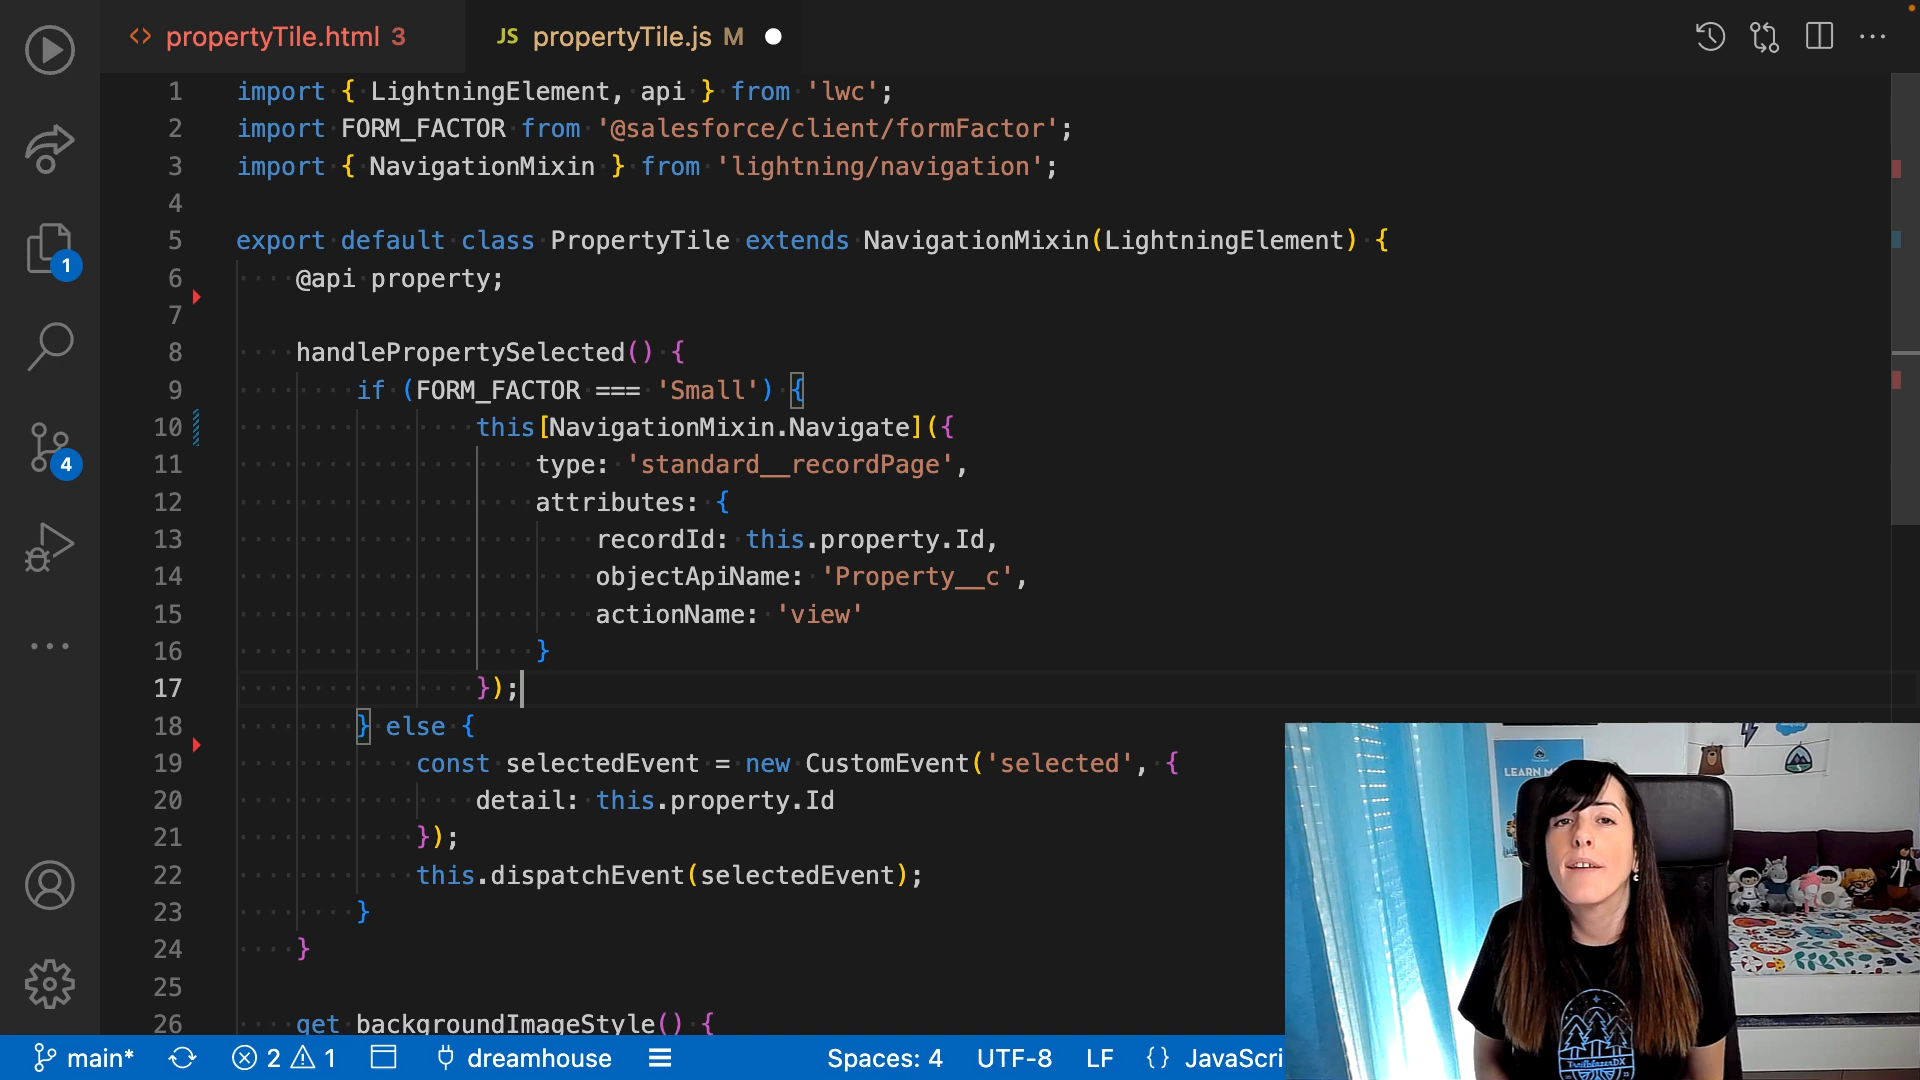 <> propertyTile.html 3
JS propertyTile.js M
1 import { LightningElement, api } from 'lwc';
2 import FORM_FACTOR from '@salesforce/client/formFactor';
3 import { NavigationMixin } from 'lightning/navigation';
4
5 export default class PropertyTile extends NavigationMixin(LightningElement) {
6 @api property;
7
8 handlePropertySelected() {
9 if (FORM_FACTOR === 'Small') {
10 this[NavigationMixin.Navigate]({
11 type: 'standard__recordPage',
12 attributes: {
13 recordId: this.property.Id,
14 objectApiName: 'Property__c',
15 actionName: 'view'
16 }
17 });
18 } else {
19 const selectedEvent = new CustomEvent('selected', {
20 detail: this.property.Id
21 });
22 this.dispatchEvent(selectedEvent);
23 }
24 }
25
26 get backgroundImageStyle() {
1
4
LEARN
main* 2 1 dreamhouse Spaces: 4 UTF-8 LF {} JavaScri